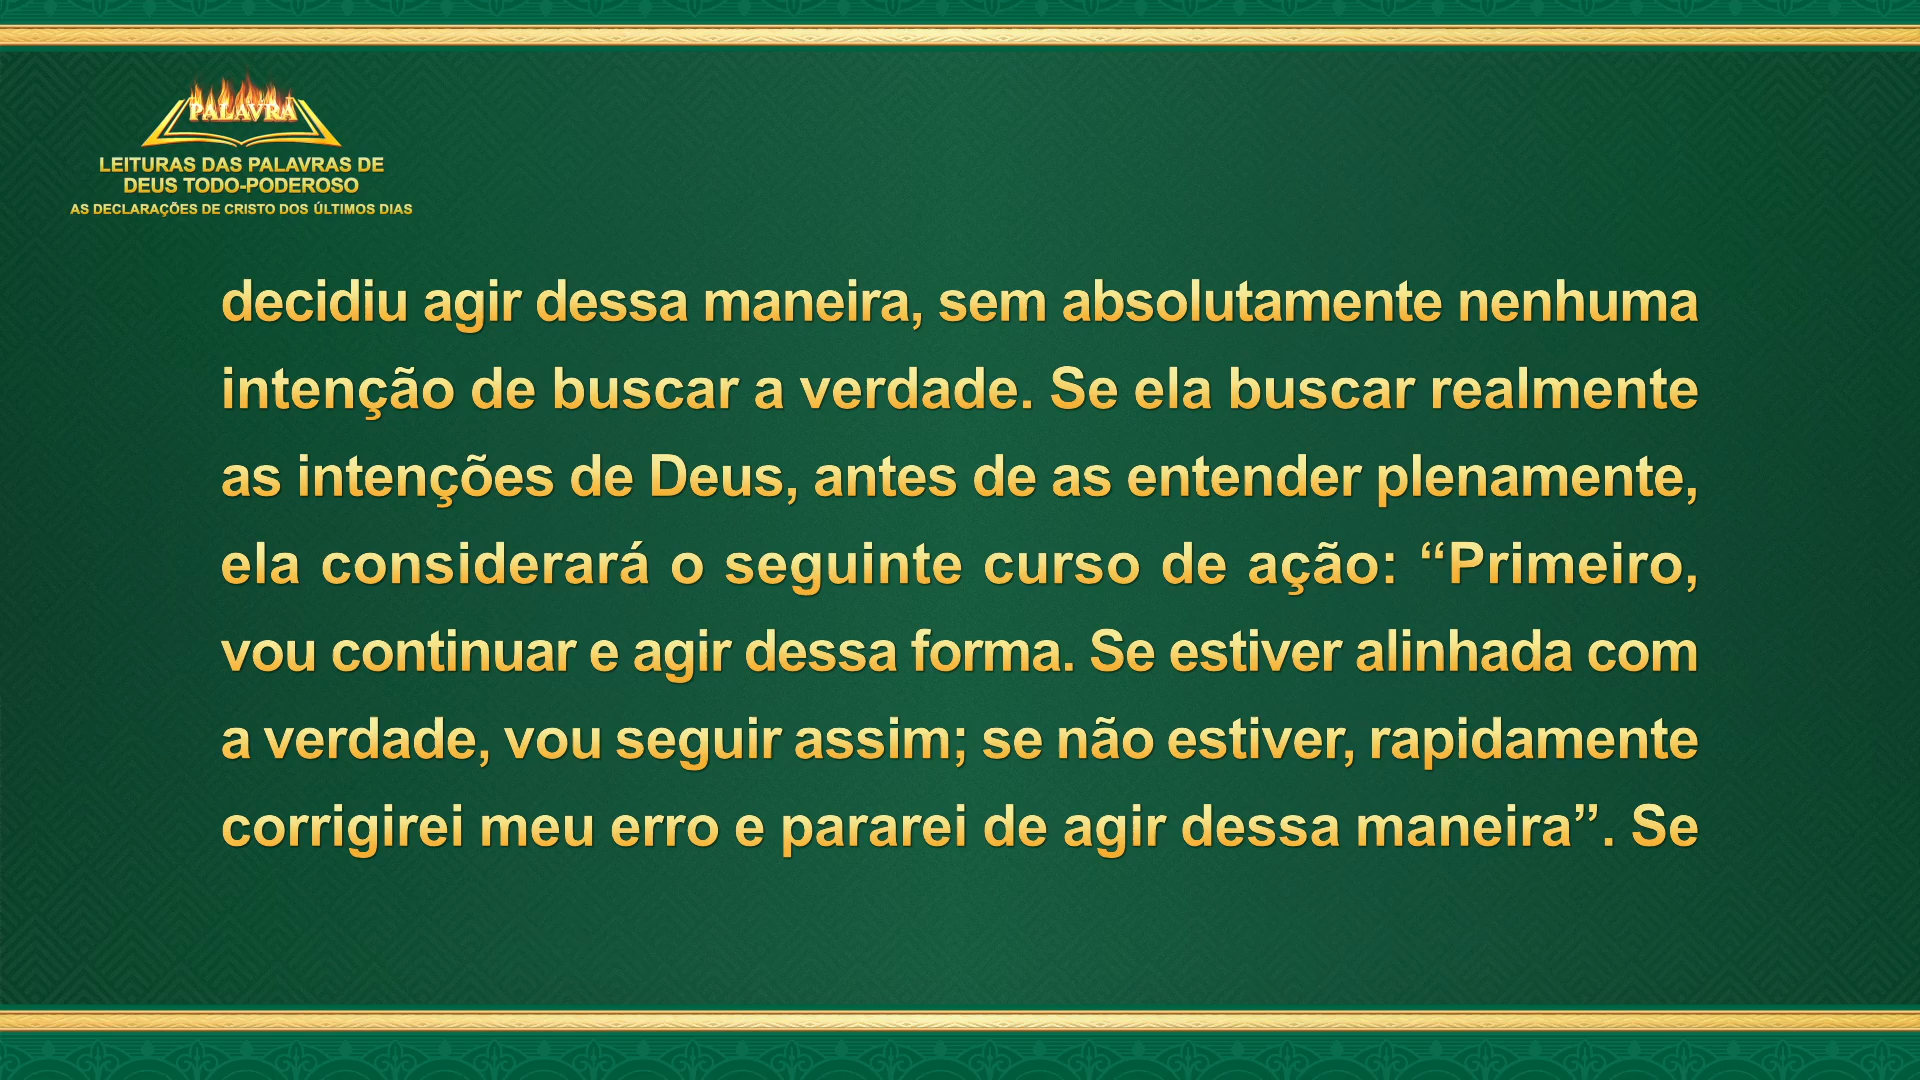 PALAVRA
LEITURAS DAS PALAVRAS DE
DEUS TODO-PODEROSO
AS DECLARAÇÕES DE CRISTO DOS ÚLTIMOS DIAS
decidiu agir dessa maneira, sem absolutamente nenhuma
intenção de buscar a verdade. Se ela buscar realmente
as intenções de Deus, antes de as entender plenamente,
ela considerará o seguinte curso de ação: “Primeiro,
vou continuar e agir dessa forma. Se estiver alinhada com
a verdade, vou seguir assim; se não estiver, rapidamente
corrigirei meu erro e pararei de agir dessa maneira”. Se